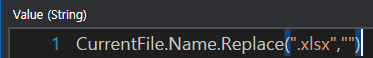 Value (String)
1 CurrentFile.Name.Replace(".xlsx","")